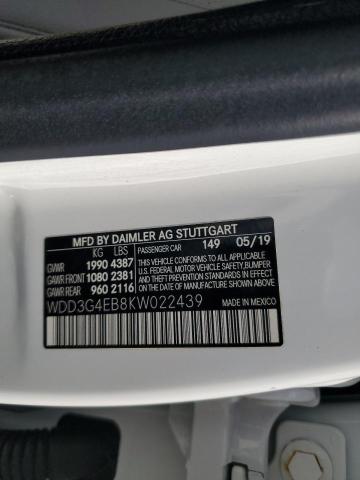 MFD BY DAIMLER AG STUTTGART
KG LBS PASSENGER CAR 149 05/19
GVWR 1990 4387 THIS VEHICLE CONFORMS TO ALL APPLICABLE
GAWR FRONT 1080 2381 U.S. FEDERAL MOTOR VEHICLE SAFETY, BUMPER,
GAWR REAR 960 2116 AND THEFT PREVENTION STANDARDS IN EFFECT
ON THE DATE OF MANUFACTURE SHOWN ABOVE.
WDD3G4EB8KW022439 MADE IN MEXICO